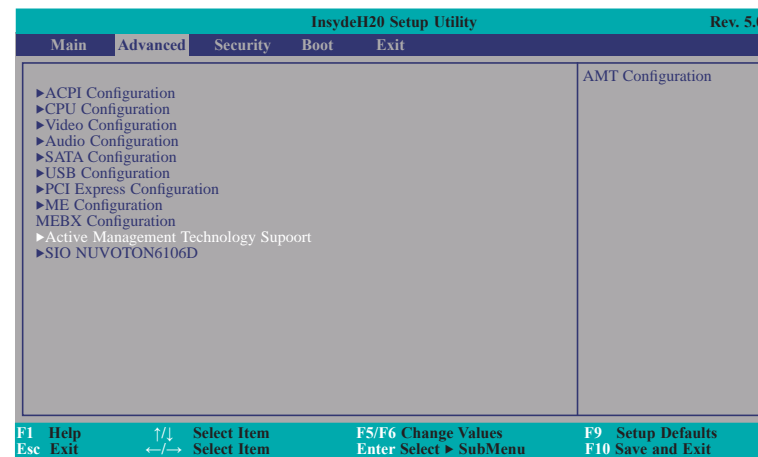 InsydeH20 Setup Utility Rev. 5.0
Main Advanced Security Boot Exit
AMT Configuration
►ACPI Configuration
►CPU Configuration
►Video Configuration
►Audio Configuration
►SATA Configuration
►USB Configuration
►PCI Express Configuration
►ME Configuration
MEBX Configuration
►Active Management Technology Supoort
►SIO NUVOTON6106D
F1 Help ↑/↓ Select Item F5/F6 Change Values F9 Setup Defaults
Esc Exit ←/→ Select Item Enter Select ► SubMenu F10 Save and Exit